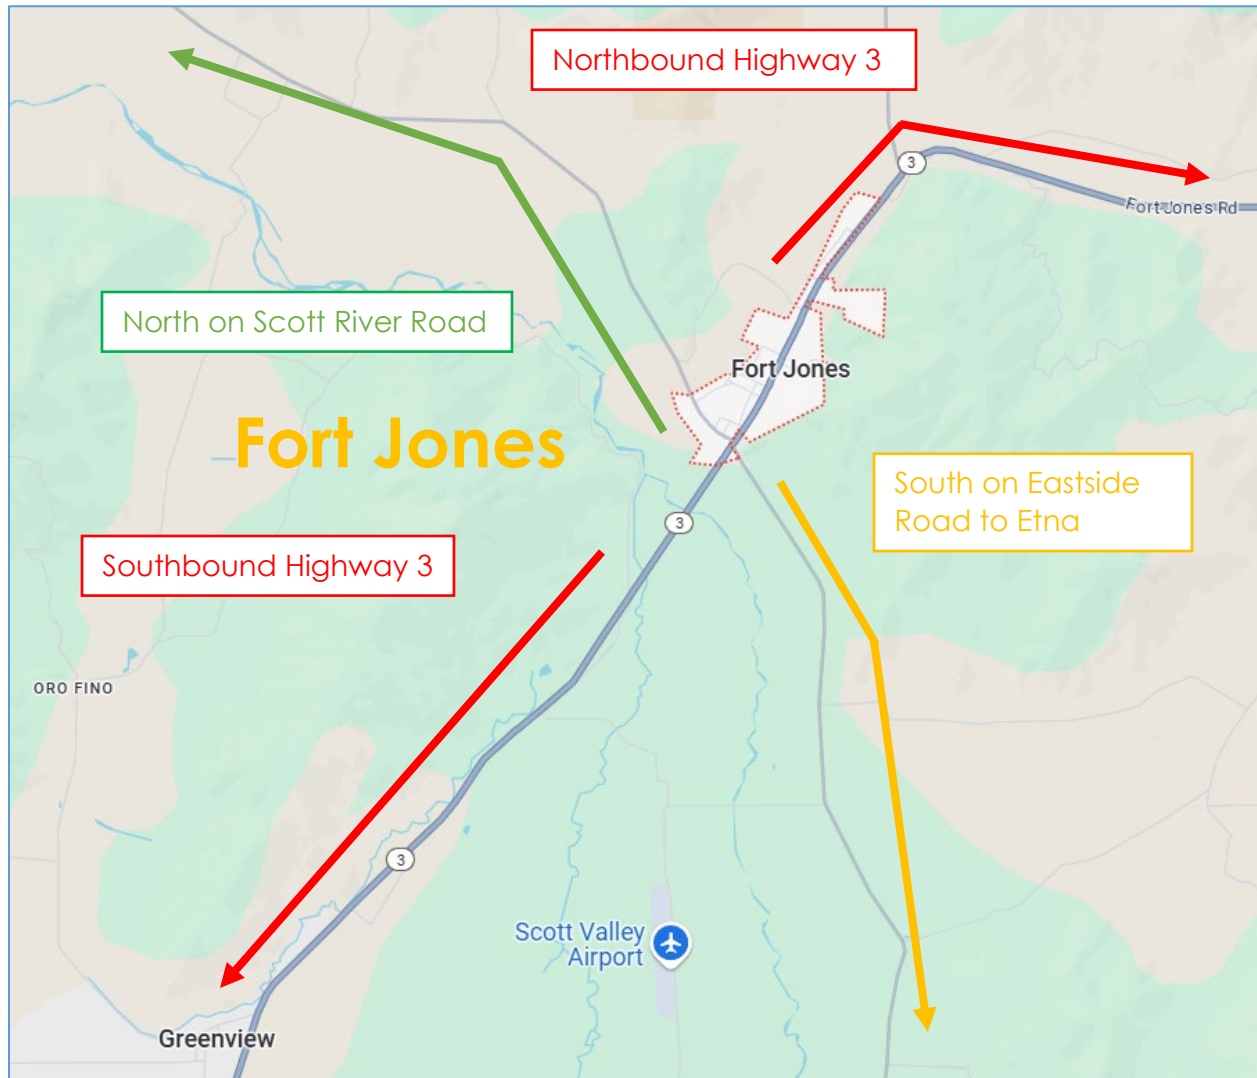 Northbound Highway 3
3
Fort Jones Rd
North on Scott River Road
Fort Jones
Fort Jones
South on Eastside
Road to Etna
3
Southbound Highway 3
ORO FINO
3
Scott Valley
Airport
Greenview